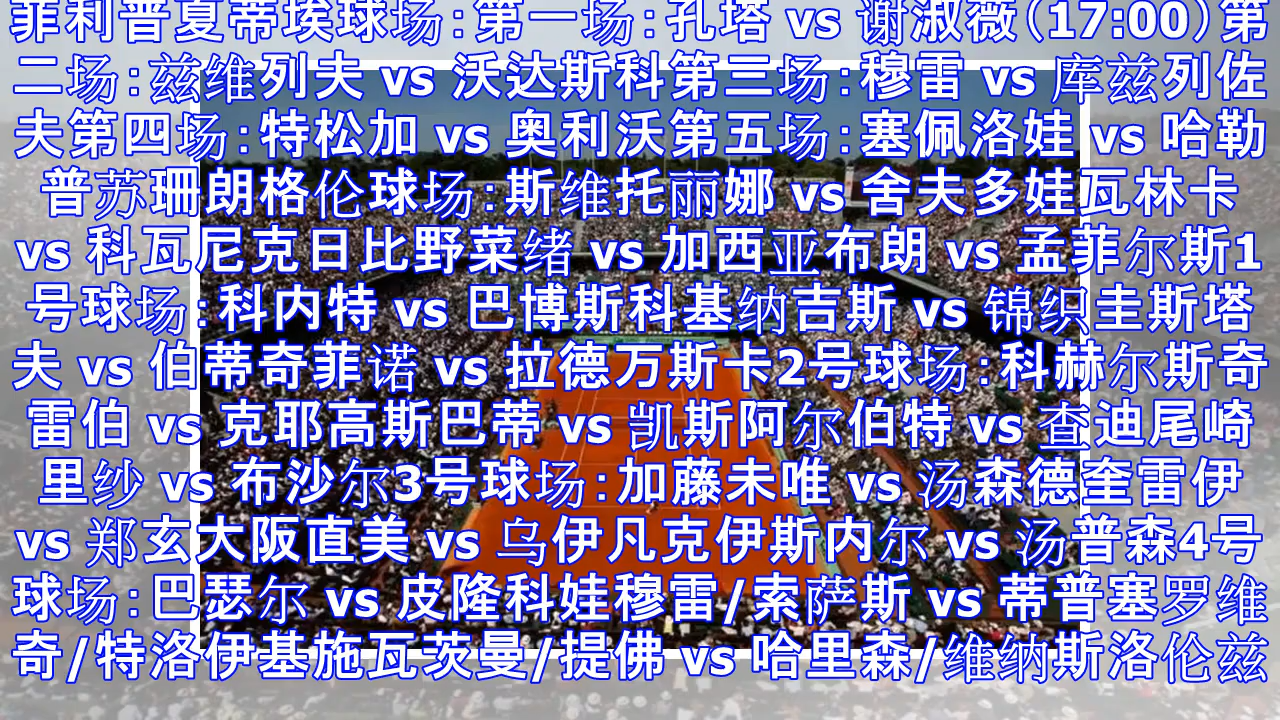 菲利普夏蒂埃球场:第一场:孔塔 vs 谢淑薇(17:00)第
二场:兹维列夫 vs 沃达斯科第三场:穆雷 vs 库兹列佐
夫第四场:特松加 vs 奥利沃第五场:塞佩洛娃 vs 哈勒
普苏珊朗格伦球场:斯维托丽娜 vs 舍夫多娃瓦林卡
vs 科瓦尼克日比野菜绪 vs 加西亚布朗 vs 孟菲尔斯1
号球场:科内特 vs 巴博斯科基纳吉斯 vs 锦织圭斯塔
夫 vs 伯蒂奇菲诺 vs 拉德万斯卡2号球场:科赫尔斯奇
雷伯 vs 克耶高斯巴蒂 vs 凯斯阿尔伯特 vs 查迪尾崎
里纱 vs 布沙尔3号球场:加藤未唯 vs 汤森德奎雷伊
vs 郑玄大阪直美 vs 乌伊凡克伊斯内尔 vs 汤普森4号
球场:巴瑟尔 vs 皮隆科娃穆雷/索萨斯 vs 蒂普塞罗维
奇/特洛伊基施瓦茨曼/提佛 vs 哈里森/维纳斯洛伦兹